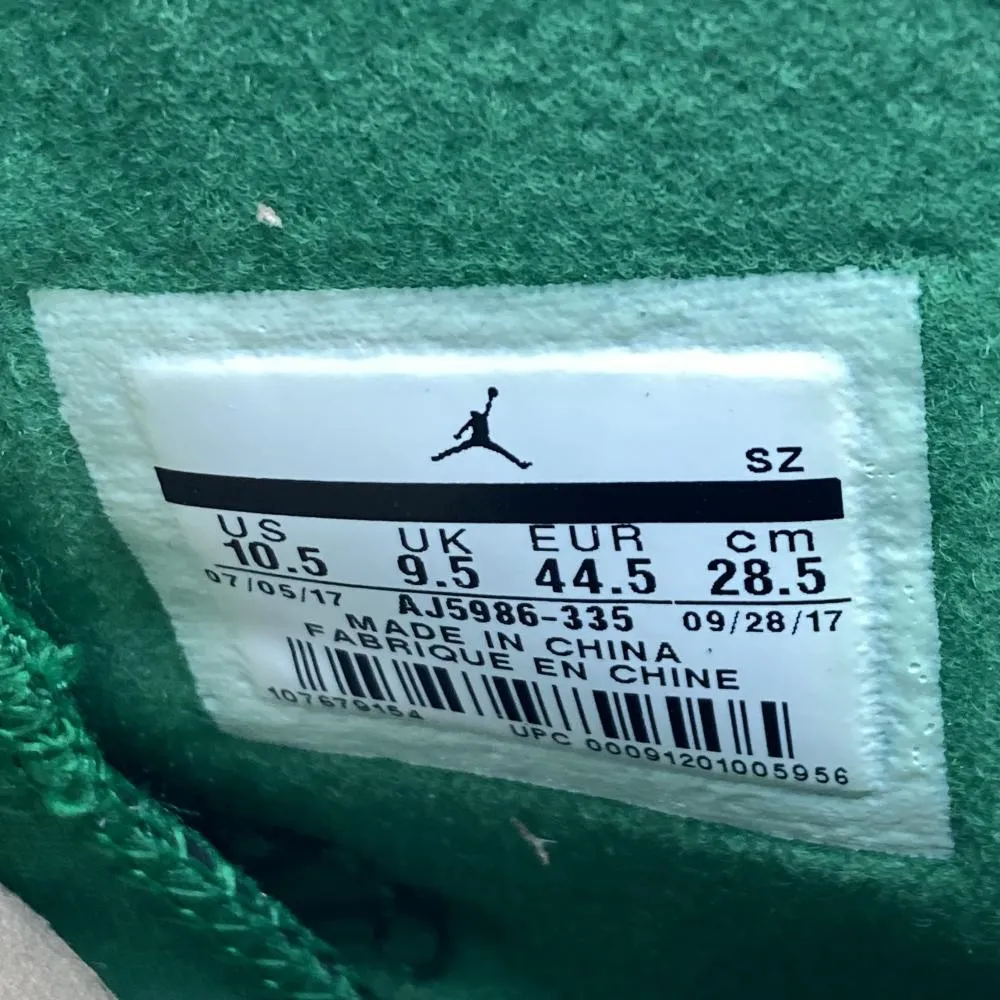 SZ
US UK EUR cm
10.5 9.5 44.5 28.5
07/05/17 AJ5986-335 09/28/17
MADE IN CHINA
FABRIQUE EN CHINE
107679154
UPC 00091201005956